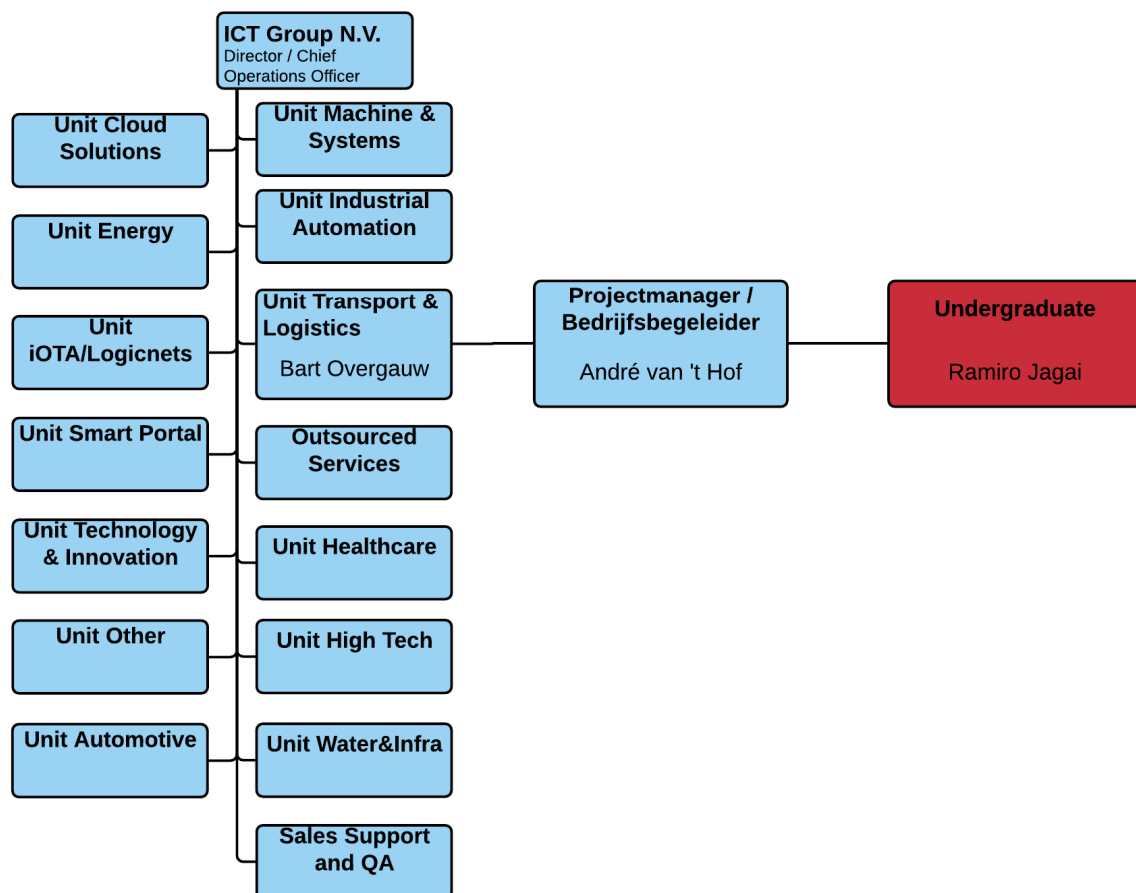 ICT Group N.V.
Director / Chief
Operations Officer
Unit Cloud
Solutions
Unit Energy
Unit
iOTA/Logicnets
Unit Smart Portal
Unit Technology
& Innovation
Unit Other
Unit Automotive
Unit Machine &
Systems
Unit Industrial
Automation
Unit Transport &
Logistics
Bart Overgauw
Outsourced
Services
Unit Healthcare
Unit High Tech
Unit Water&Infra
Sales Support
and QA
Projectmanager /
Bedrijfsbegeleider
André van 't Hof
Undergraduate
Ramiro Jagai